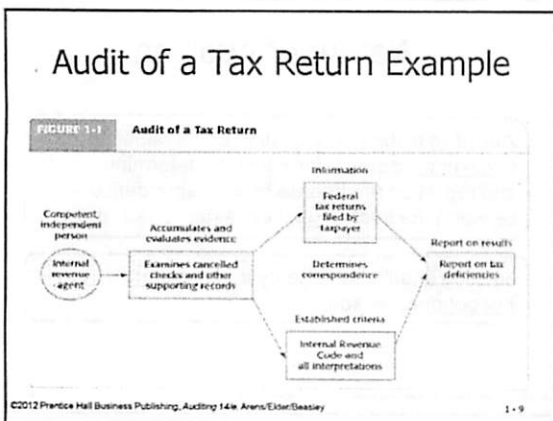 Audit of a Tax Return Example
FIGURE 1-1 Audit of a Tax Return
Competent,
independent
person
Internal
revenue
agent
Accumulates and
evaluates evidence
Examines cancelled
checks and other
supporting records
Information
Federal
tax returns
filed by
taxpayer
Determines
correspondence
Established criteria
Internal Revenue
Code and
all interpretations
Report on results
Report on tax
deficiencies
©2012 Prentice Hall Business Publishing, Auditing 14/e, Arens/Elder/Beasley
1 - 9